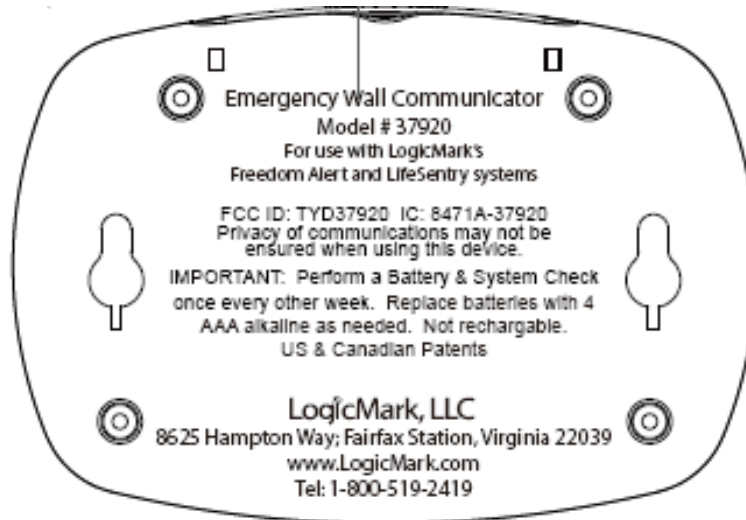 Emergency Wall Communicator
Model # 37920
For use with LogicMark's
Freedom Alert and LifeSentry systems
FCC ID: TYD37920 IC: 8471A-37920
Privacy of communications may not be
ensured when using this device.
IMPORTANT: Perform a Battery & System Check
once every other week. Replace batteries with 4
AAA alkaline as needed. Not rechargable.
US & Canadian Patents
LogicMark, LLC
8625 Hampton Way; Fairfax Station, Virginia 22039
www.LogicMark.com
Tel: 1-800-519-2419